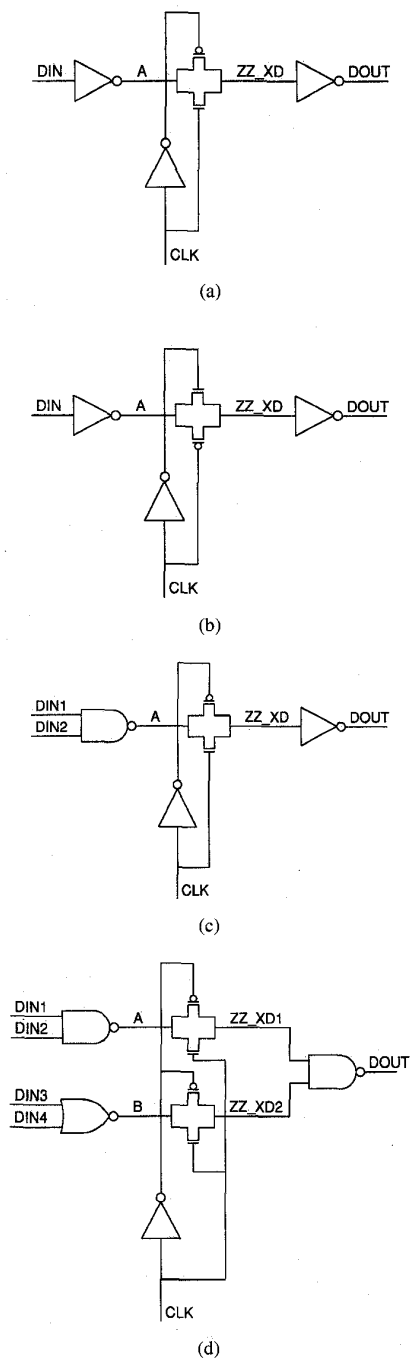 DIN A ZZ_XD DOUT
CLK
(a)
DIN A ZZ_XD DOUT
CLK
(b)
DIN1 A ZZ_XD DOUT
DIN2
CLK
(c)
DIN1 A ZZ_XD1
DIN2
DOUT
DIN3 B ZZ_XD2
DIN4
CLK
(d)